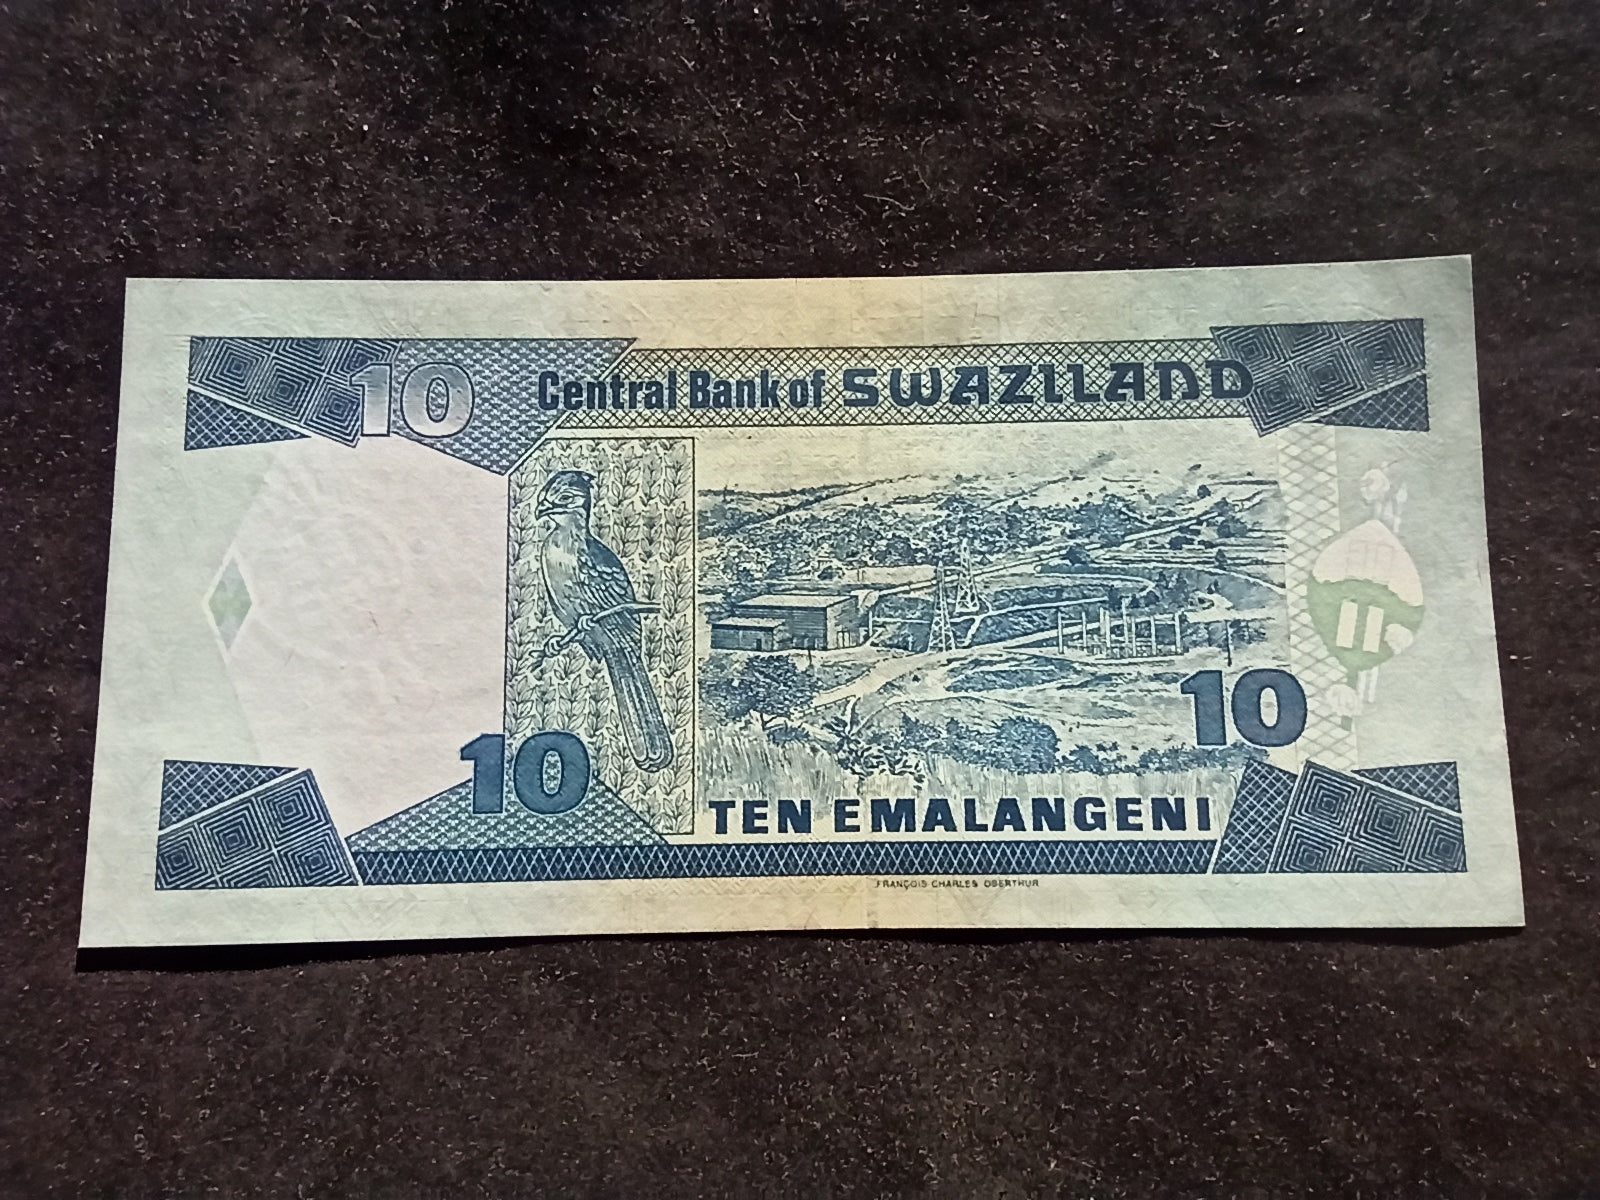 10
Central Bank of SWAZILAND
10
10
TEN EMALANGENI
FRANÇOIS CHARLES OBERTHUR